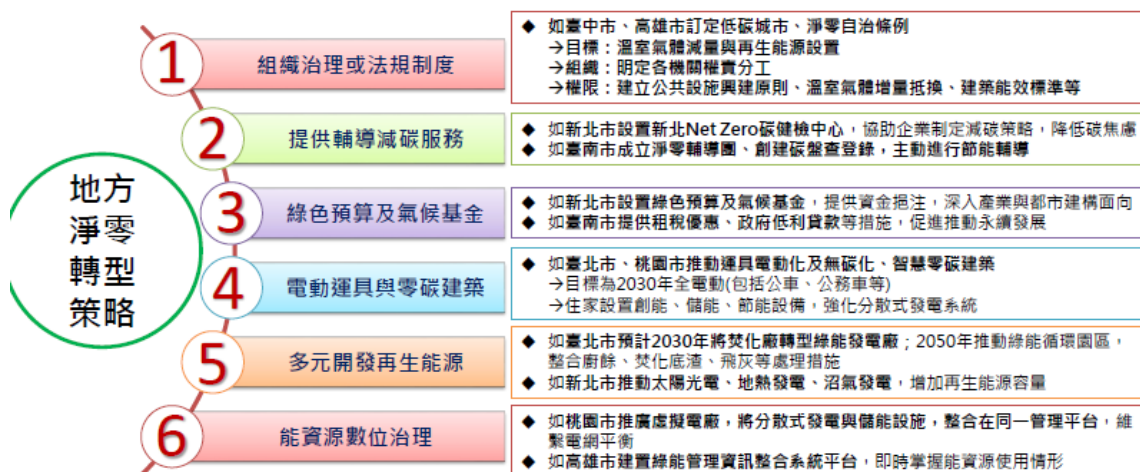 地方
淨零
轉型
策略
1
組織治理或法規制度
◆ 如臺中市、高雄市訂定低碳城市、淨零自治條例
→目標：溫室氣體減量與再生能源設置
→組織：明定各機關權責分工
→權限：建立公共設施興建原則、溫室氣體增量抵換、建築能效標準等
2
提供輔導減碳服務
◆ 如新北市設置新北Net Zero碳健檢中心，協助企業制定減碳策略，降低碳焦慮
◆ 如臺南市成立淨零輔導團、創建碳盤查登錄，主動進行節能輔導
3
綠色預算及氣候基金
◆ 如新北市設置綠色預算及氣候基金，提供資金挹注，深入產業與都市建構面向
◆ 如臺南市提供租稅優惠、政府低利貸款等措施，促進推動永續發展
4
電動運具與零碳建築
◆ 如臺北市、桃園市推動運具電動化及無碳化、智慧零碳建築
→目標為2030年全電動(包括公車、公務車等)
→住家設置創能、儲能、節能設備，強化分散式發電系統
5
多元開發再生能源
◆ 如臺北市預計2030年將焚化廠轉型綠能發電廠；2050年推動綠能循環園區，
整合廚餘、焚化底渣、飛灰等處理措施
◆ 如新北市推動太陽光電、地熱發電、沼氣發電，增加再生能源容量
6
能資源數位治理
◆ 如桃園市推廣虛擬電廠，將分散式發電與儲能設施，整合在同一管理平台，維
繫電網平衡
◆ 如高雄市建置綠能管理資訊整合系統平台，即時掌握能資源使用情形